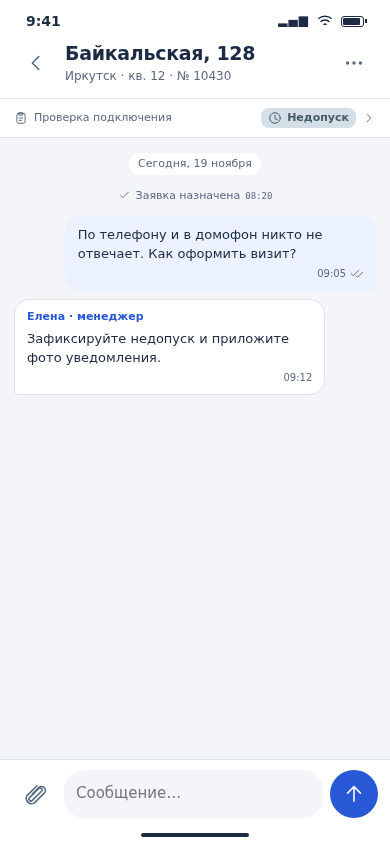 9:41
Байкальская, 128
Иркутск · кв. 12 · № 10430
Проверка подключения
Недопуск
Сегодня, 19 ноября
Заявка назначена 08:20
По телефону и в домофон никто не
отвечает. Как оформить визит?
09:05
Елена · менеджер
Зафиксируйте недопуск и приложите
фото уведомления.
09:12
Сообщение…